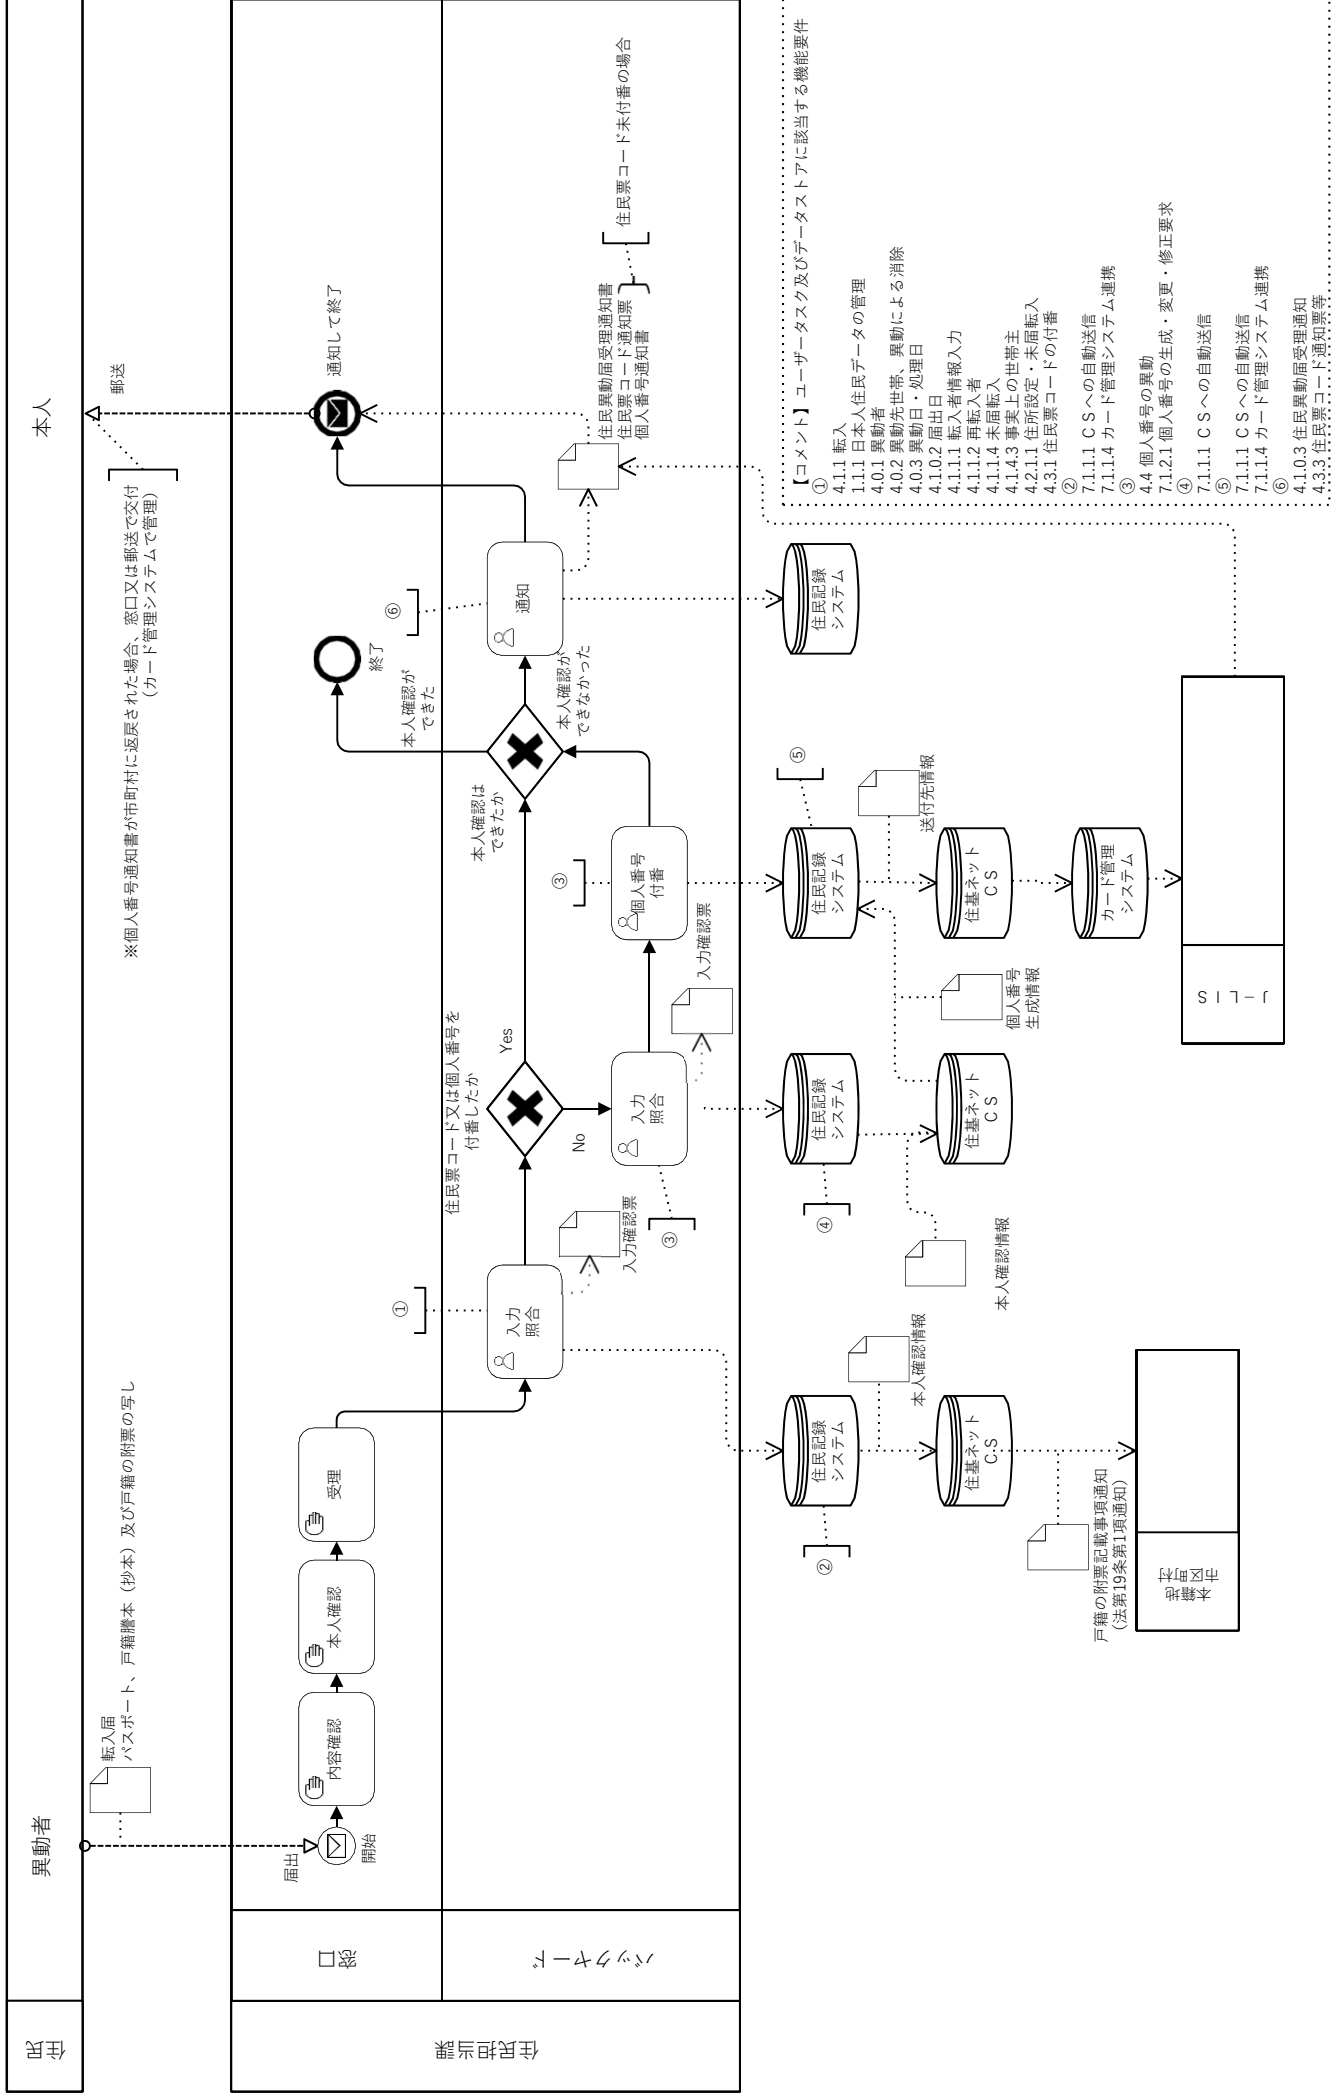 住民
異動者
本人
転入届
パスポート、戸籍謄本（抄本）及び戸籍の附票の写し
※個人番号通知書が市町村に返戻された場合、窓口又は郵送で交付
（カード管理システムで管理）
郵送
住民担当課
窓口
届出
開始
内容確認
本人確認
受理
終了
通知して終了
バックヤード
①
入力
照合
入力確認票
住民票コード又は個人番号を
付番したか
Yes
No
③
入力
照合
入力確認票
③
個人番号
付番
本人確認は
できたか
本人確認が
できた
本人確認が
できなかった
⑥
通知
住民異動届受理通知書
住民票コード通知票
個人番号通知書
住民票コード未付番の場合
②
住民記録
システム
本人確認情報
住基ネット
ＣＳ
戸籍の附票記載事項通知
（法第19条第1項通知）
本籍地
市区町村
④
住民記録
システム
本人確認情報
住基ネット
ＣＳ
個人番号
生成情報
⑤
住民記録
システム
送付先情報
住基ネット
ＣＳ
カード管理
システム
Ｊ－ＬＩＳ
住民記録
システム
【コメント】ユーザータスク及びデータストアに該当する機能要件
①
4.1.1 転入
1.1.1 日本人住民データの管理
4.0.1 異動者
4.0.2 異動先世帯、異動による消除
4.0.3 異動日・処理日
4.1.0.2 届出日
4.1.1.1 転入者情報入力
4.1.1.2 再転入者
4.1.1.4 未届転入
4.1.4.3 事実上の世帯主
4.2.1.1 住所設定・未届転入
4.3.1 住民票コードの付番
②
7.1.1.1 ＣＳへの自動送信
7.1.1.4 カード管理システム連携
③
4.4 個人番号の異動
7.1.2.1 個人番号の生成・変更・修正要求
④
7.1.1.1 ＣＳへの自動送信
⑤
7.1.1.1 ＣＳへの自動送信
7.1.1.4 カード管理システム連携
⑥
4.1.0.3 住民異動届受理通知
4.3.3 住民票コード通知票等